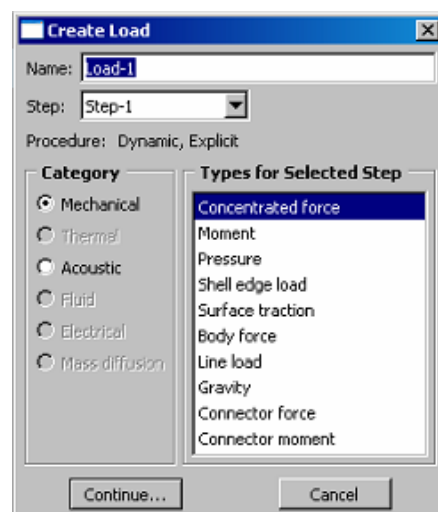 Create Load
Name: Load-1
Step: Step-1
Procedure: Dynamic, Explicit
Category
Mechanical
Thermal
Acoustic
Fluid
Electrical
Mass diffusion
Types for Selected Step
Concentrated force
Moment
Pressure
Shell edge load
Surface traction
Body force
Line load
Gravity
Connector force
Connector moment
Continue... Cancel